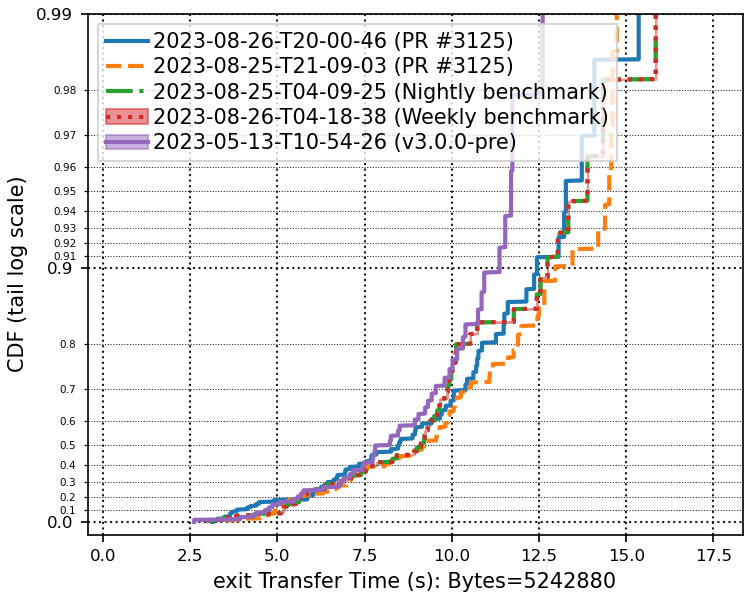 0.99
2023-08-26-T20-00-46 (PR #3125)
2023-08-25-T21-09-03 (PR #3125)
2023-08-25-T04-09-25 (Nightly benchmark)
2023-08-26-T04-18-38 (Weekly benchmark)
2023-05-13-T10-54-26 (v3.0.0-pre)
0.98
0.97
0.96
0.95
0.94
0.93
0.92
0.91
0.9
0.8
0.7
0.6
0.5
0.4
0.3
0.2
0.1
0.0
CDF (tail log scale)
0.0 2.5 5.0 7.5 10.0 12.5 15.0 17.5
exit Transfer Time (s): Bytes=5242880